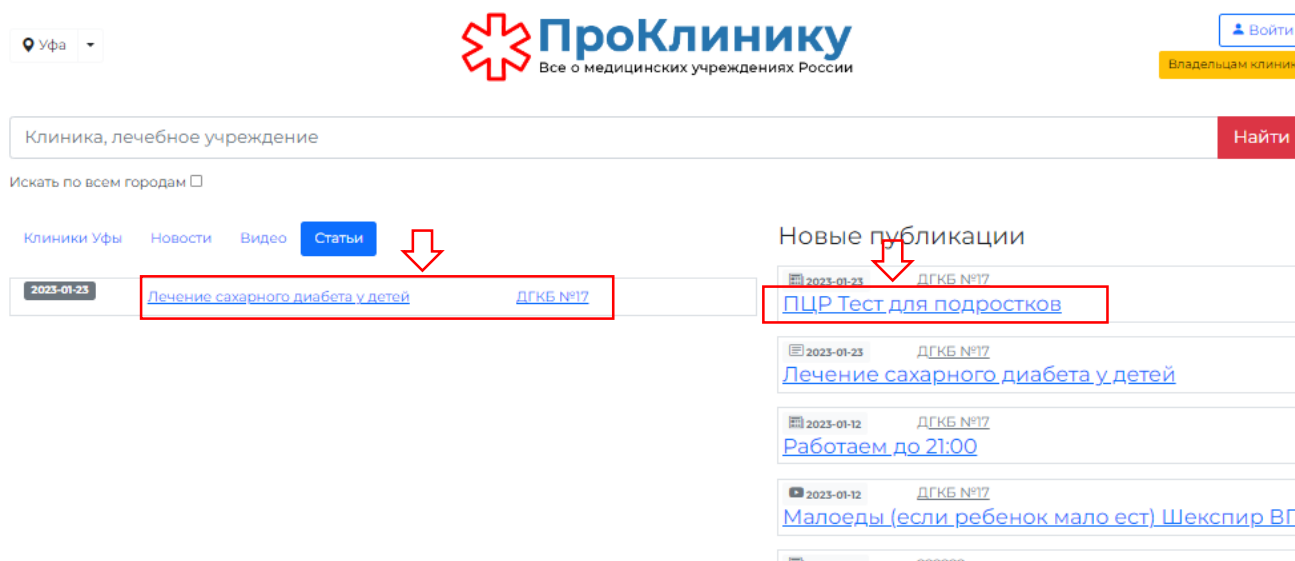 Уфа
ПроКлинику
Все о медицинских учреждениях России
Войти
Владельцам клиник
Клиника, лечебное учреждение
Найти
Искать по всем городам
Клиники Уфы Новости Видео Статьи
2023-01-23 Лечение сахарного диабета у детей ДГКБ №17
Новые публикации
2023-01-23 ДГКБ №17
ПЦР Тест для подростков
2023-01-23 ДГКБ №17
Лечение сахарного диабета у детей
2023-01-12 ДГКБ №17
Работаем до 21:00
2023-01-12 ДГКБ №17
Малоеды (если ребенок мало ест) Шекспир